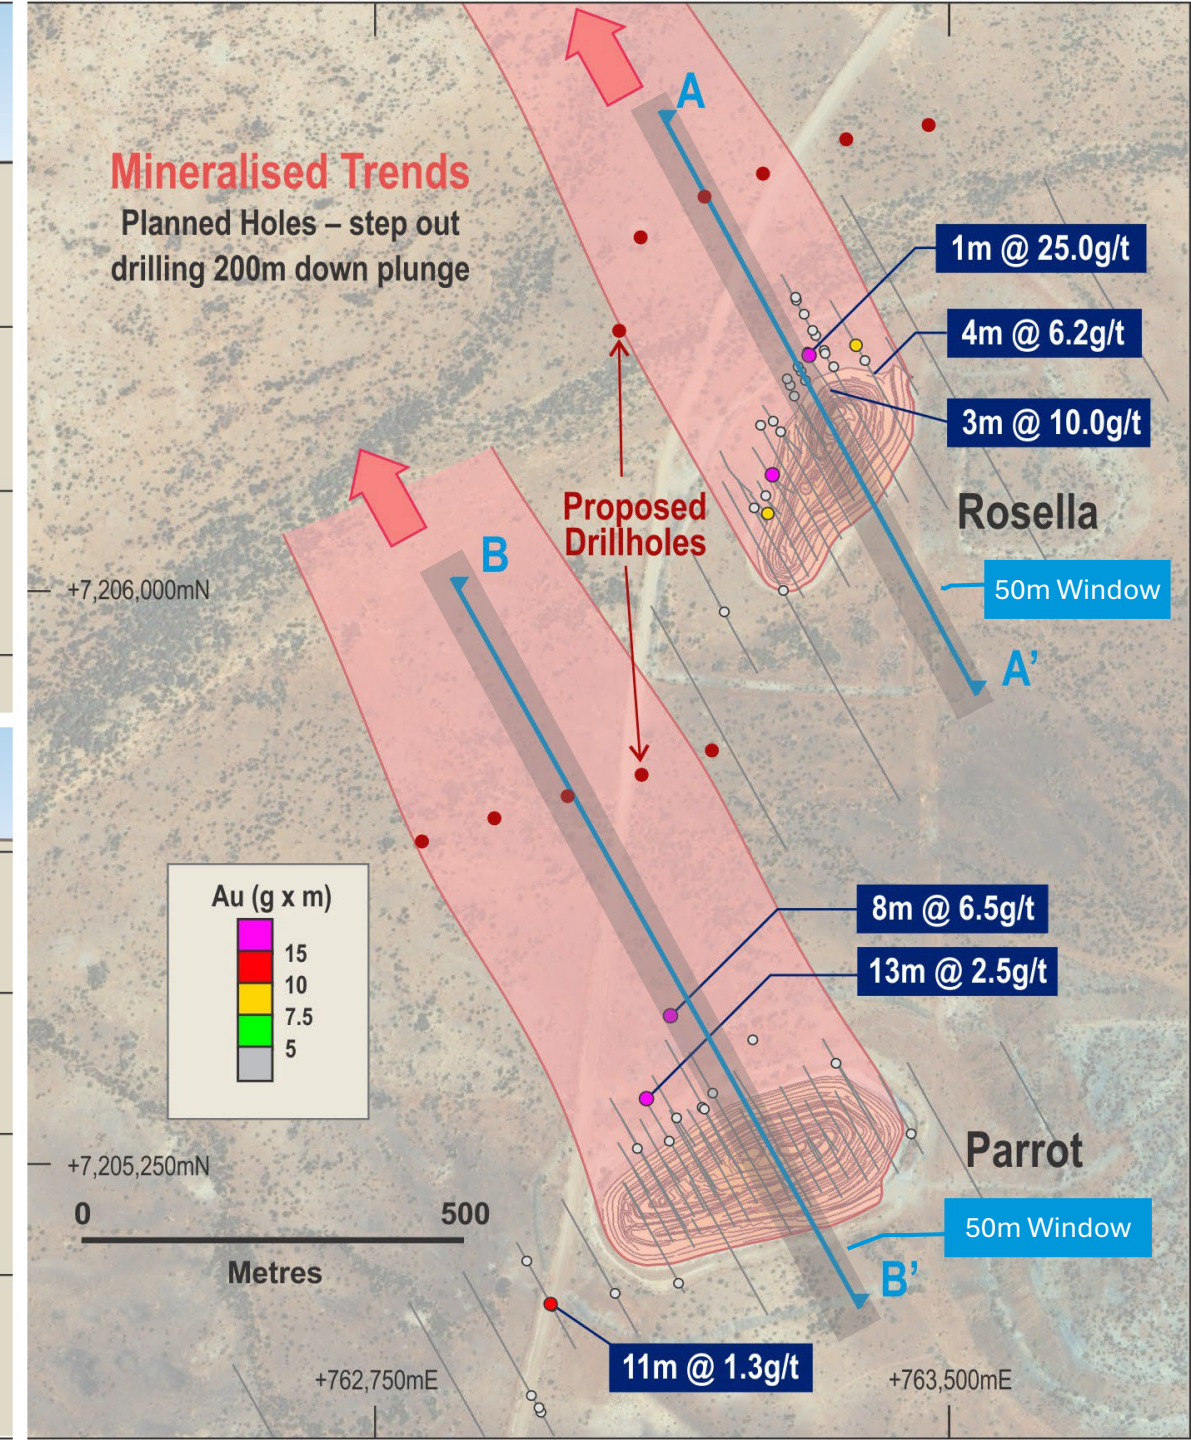 A
Mineralised Trends
Planned Holes – step out
drilling 200m down plunge
1m @ 25.0g/t
4m @ 6.2g/t
3m @ 10.0g/t
Proposed
Drillholes
Rosella
B
50m Window
+7,206,000mN
A’
Au (g x m)
15
10
7.5
5
8m @ 6.5g/t
13m @ 2.5g/t
Parrot
+7,205,250mN
0
500
Metres
50m Window
B’
11m @ 1.3g/t
+762,750mE
+763,500mE